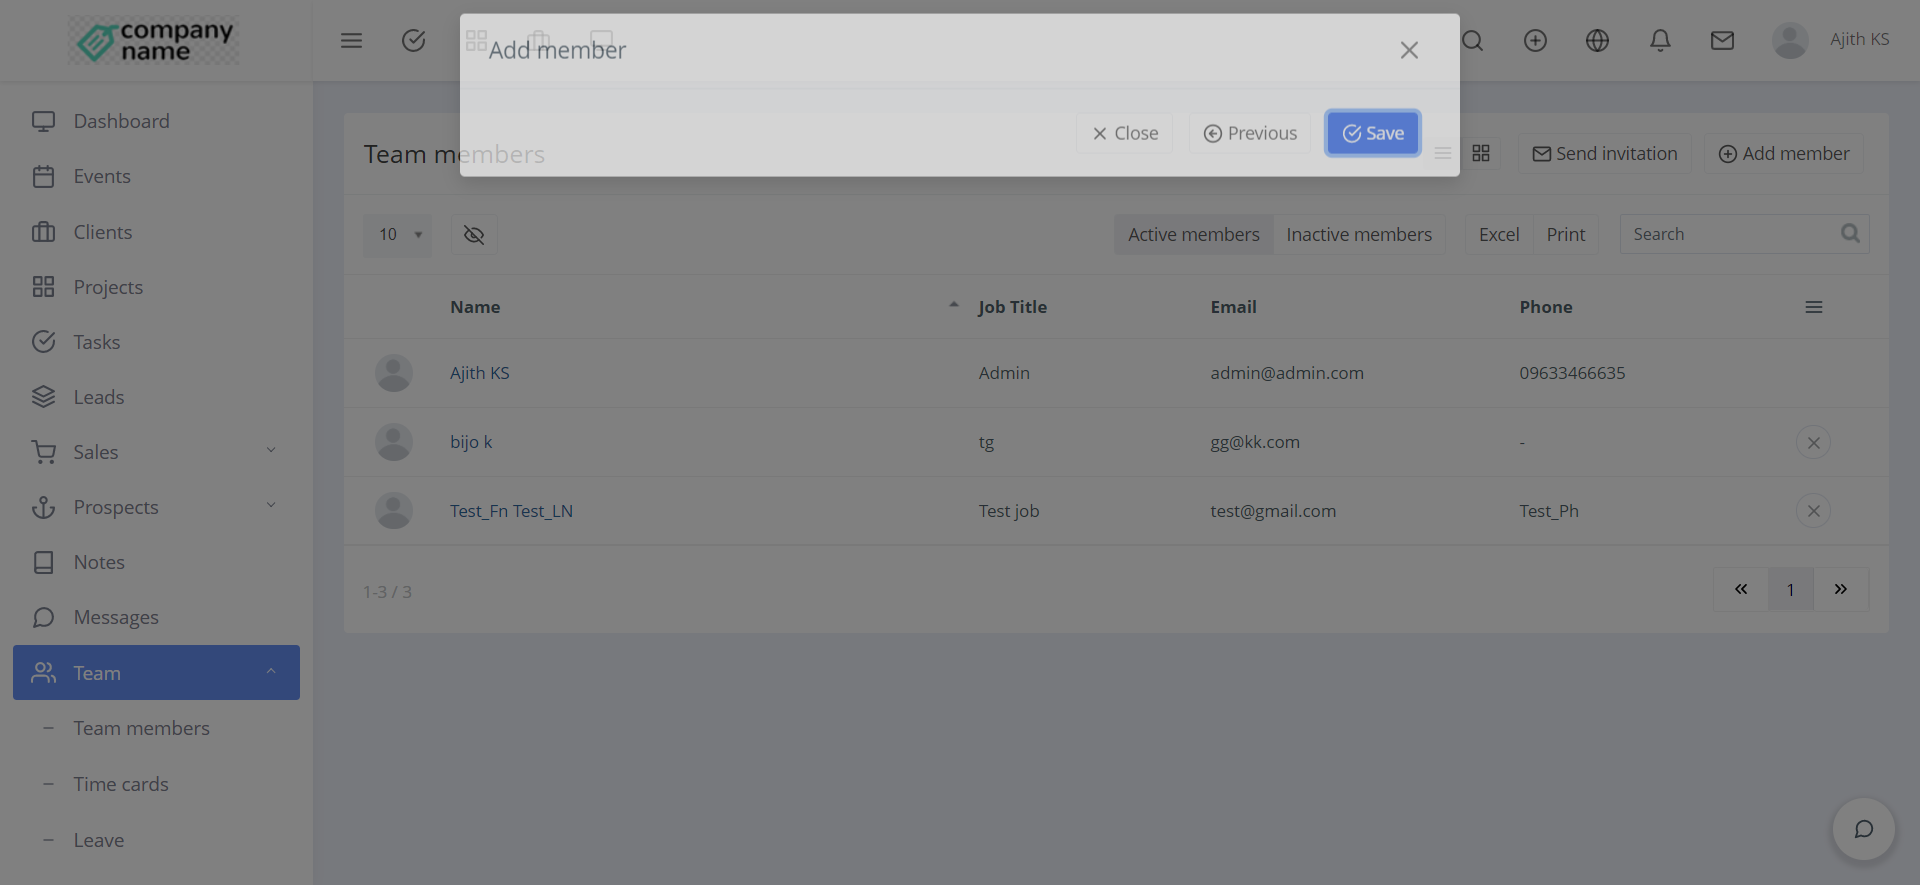 company
name
Add member
Ajith KS
Close
Previous
Save
Team members
Send invitation
Add member
10
Active members
Inactive members
Excel
Print
Search
Name
Job Title
Email
Phone
Ajith KS
Admin
admin@admin.com
09633466635
bijo k
tg
gg@kk.com
-
Test_Fn Test_LN
Test job
test@gmail.com
Test_Ph
1-3 / 3
«
1
»
Dashboard
Events
Clients
Projects
Tasks
Leads
Sales
Prospects
Notes
Messages
Team
Team members
Time cards
Leave